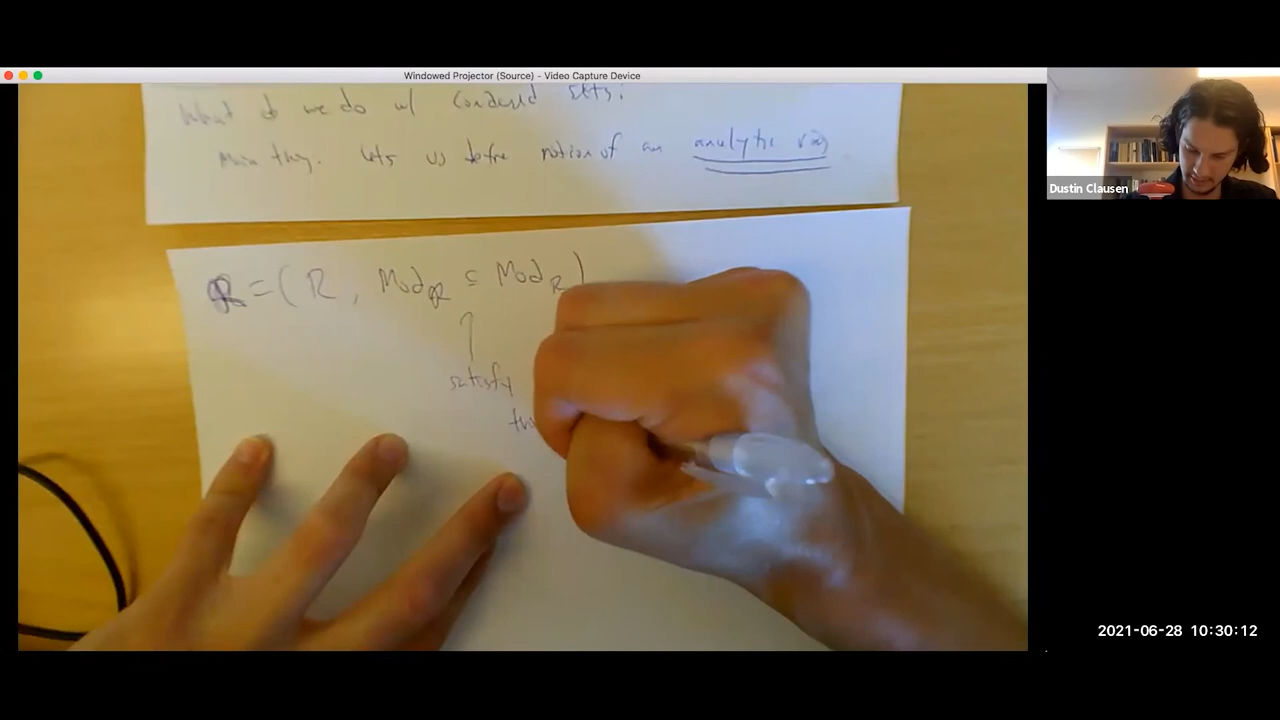 Windowed Projector (Source) - Video Capture Device
What do we do w/ condensed sets?
Main thing: lets us define notion of an analytic ring
R = (R, Mod_R ⊆ Mod_R)
satisfy
Dustin Clausen
2021-06-28 10:30:12